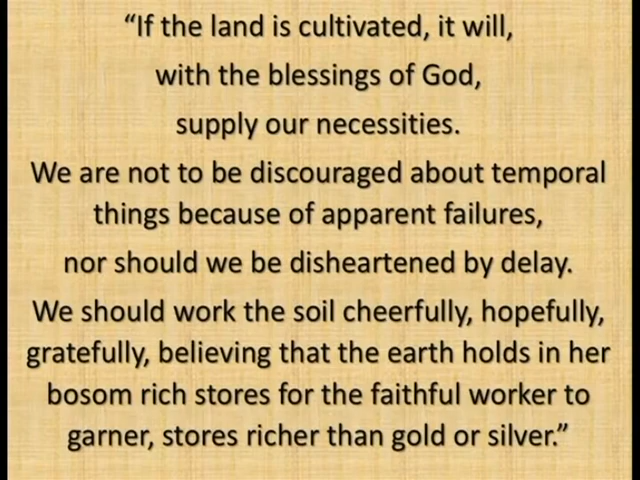 “If the land is cultivated, it will,
with the blessings of God,
supply our necessities.
We are not to be discouraged about temporal
things because of apparent failures,
nor should we be disheartened by delay.
We should work the soil cheerfully, hopefully,
gratefully, believing that the earth holds in her
bosom rich stores for the faithful worker to
garner, stores richer than gold or silver.”